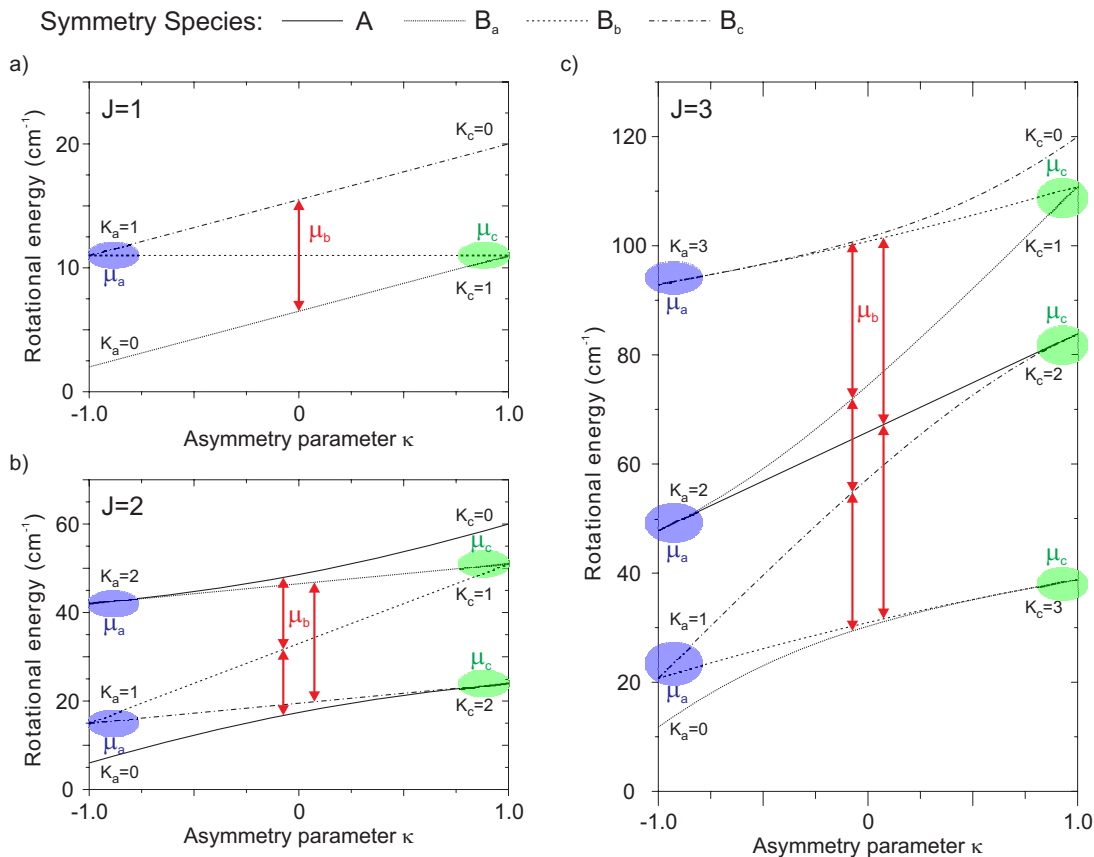 Symmetry Species: A B_a B_b B_c
a)
J=1
Rotational energy (cm⁻¹)
20
10
0
K_c=0
K_a=1
μ_a
μ_b
μ_c
K_c=1
K_a=0
-1.0 0 1.0
Asymmetry parameter κ
b)
J=2
Rotational energy (cm⁻¹)
60
40
20
0
K_c=0
μ_c
K_a=2
K_c=1
μ_a
μ_b
K_a=1
μ_c
μ_a
K_c=2
K_a=0
-1.0 0 1.0
Asymmetry parameter κ
c)
J=3
Rotational energy (cm⁻¹)
120
100
80
60
40
20
0
K_c=0
μ_c
K_a=3
K_c=1
μ_a
μ_b
μ_c
K_c=2
K_a=2
μ_a
μ_c
K_a=1
K_c=3
μ_a
K_a=0
-1.0 0 1.0
Asymmetry parameter κ